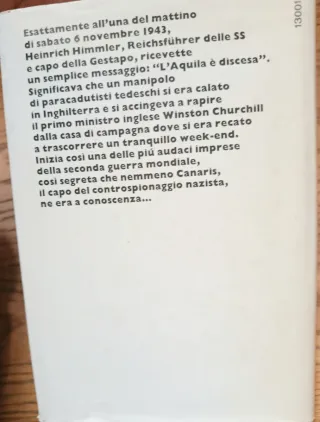 Esattamente all'una del mattino
di sabato 6 novembre 1943,
Heinrich Himmler, Reichsführer delle SS
e capo della Gestapo, ricevette
un semplice messaggio: "L'Aquila è discesa".
Significava che un manipolo
di paracadutisti tedeschi si era calato
in Inghilterra e si accingeva a rapire
il primo ministro inglese Winston Churchill
dalla casa di campagna dove si era recato
a trascorrere un tranquillo week-end.
Inizia così una delle piú audaci imprese
della seconda guerra mondiale,
così segreta che nemmeno Canaris,
il capo del controspionaggio nazista,
ne era a conoscenza...
13001